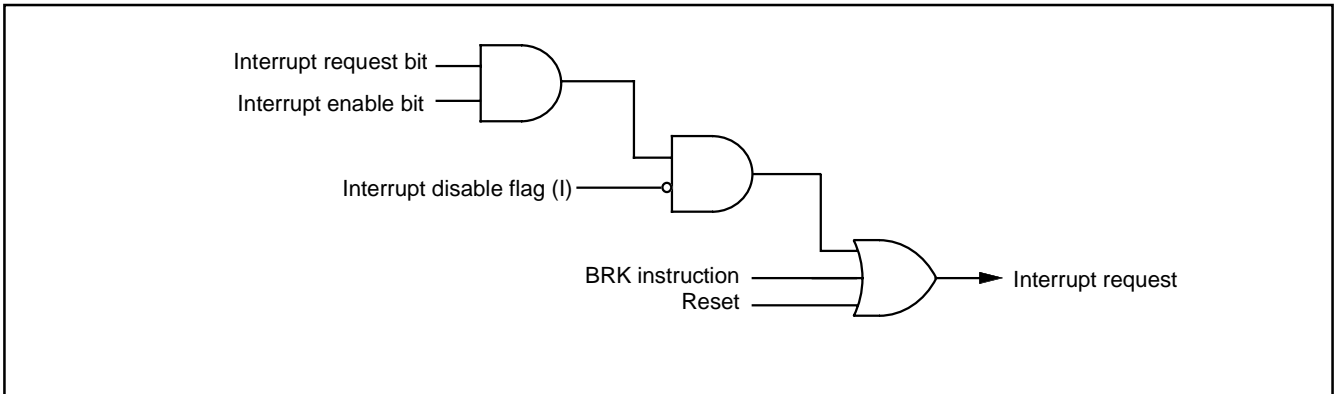 Interrupt request bit
Interrupt enable bit
Interrupt disable flag (I)
BRK instruction
Reset
Interrupt request